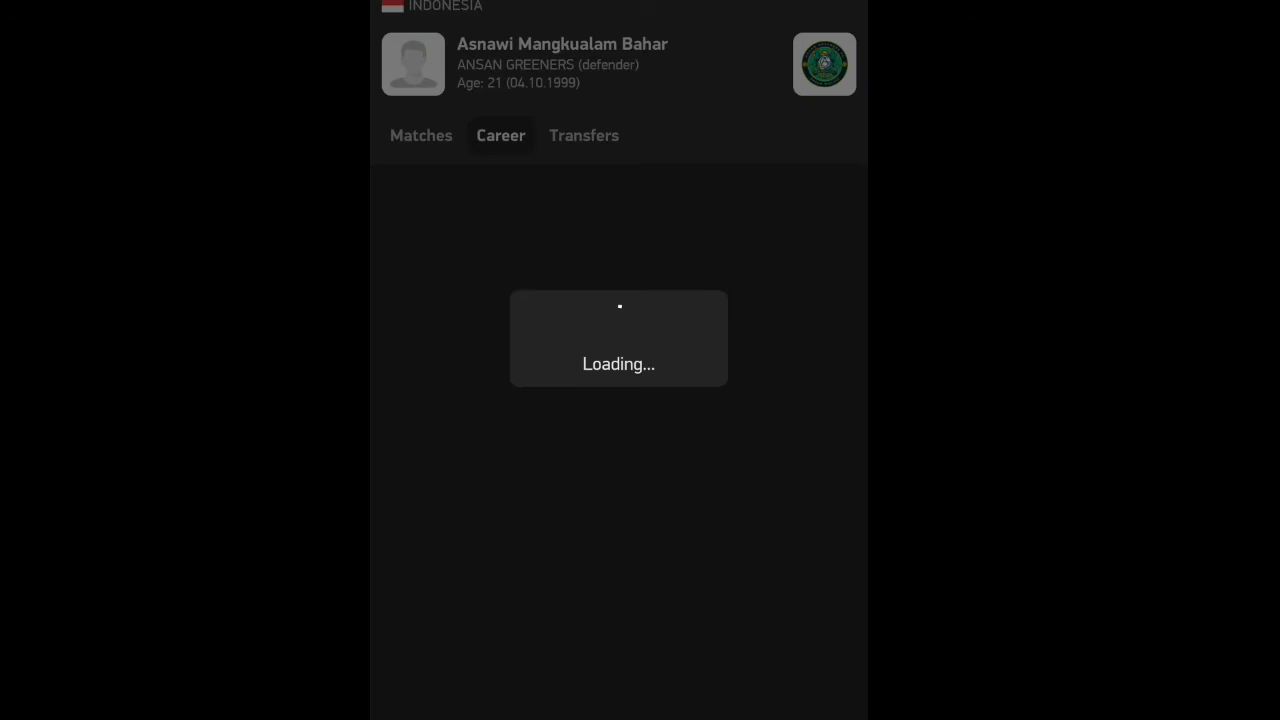 INDONESIA
Asnawi Mangkualam Bahar
ANSAN GREENERS (defender)
Age: 21 (04.10.1999)
Matches Career Transfers
Loading...